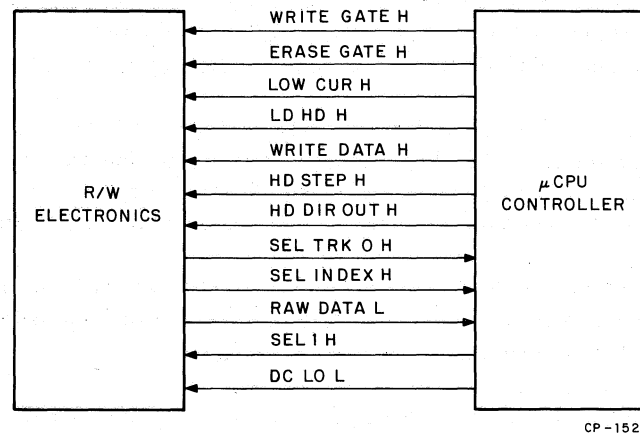 WRITE GATE H
ERASE GATE H
LOW CUR H
LD HD H
WRITE DATA H
HD STEP H
HD DIR OUT H
SEL TRK O H
SEL INDEX H
RAW DATA L
SEL 1 H
DC LO L
R/W
ELECTRONICS
μCPU
CONTROLLER
CP-152